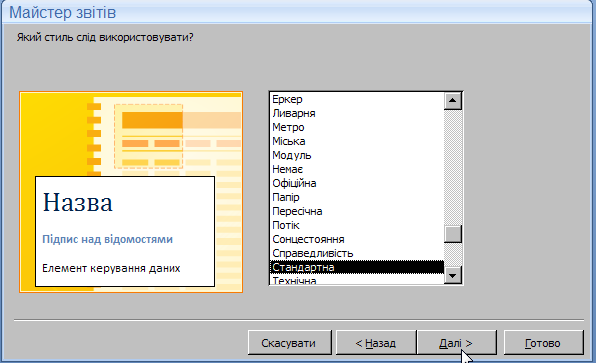 Майстер звітів
Який стиль слід використовувати?
Назва
Підпис над відомостями
Елемент керування даних
Еркер
Ливарня
Метро
Міська
Модуль
Немає
Офіційна
Папір
Пересічна
Потік
Сонцестояння
Справедливість
Стандартна
Технічна
Скасувати
< Назад
Далі >
Готово